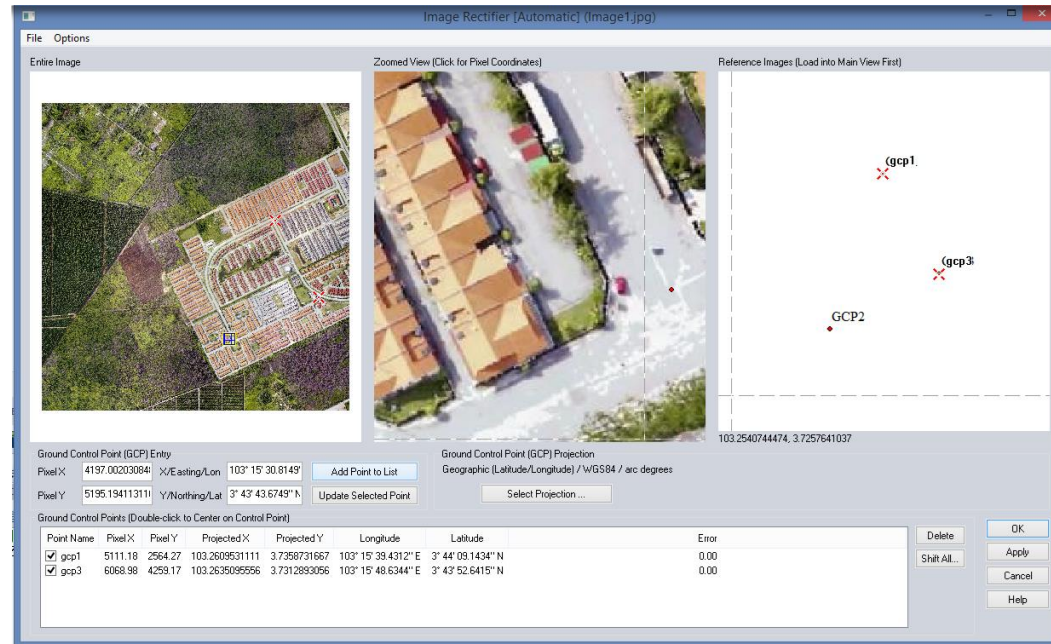 Image Rectifier [Automatic] (Image1.jpg)
File Options
Entire Image
Zoomed View (Click for Pixel Coordinates)
Reference Images (Load into Main View First)
(gcp1
(gcp3
GCP2
103.2540744474, 3.7257641037
Ground Control Point (GCP) Entry
Pixel X 4197.0020308 X/Easting/Lon 103° 15' 30.8149" Add Point to List
Pixel Y 5195.1941131 Y/Northing/Lat 3° 43' 43.6749" N Update Selected Point
Ground Control Point (GCP) Projection
Geographic (Latitude/Longitude) / WGS84 / arc degrees
Select Projection ...
Ground Control Points (Double-click to Center on Control Point)
Point Name Pixel X Pixel Y Projected X Projected Y Longitude Latitude Error
gcp1 5111.18 2564.27 103.2609531111 3.7358731667 103° 15' 39.4312" E 3° 44' 09.1434" N 0.00
gcp3 6068.98 4259.17 103.2635095556 3.7312893056 103° 15' 48.6344" E 3° 43' 52.6415" N 0.00
Delete
Shift All...
OK
Apply
Cancel
Help